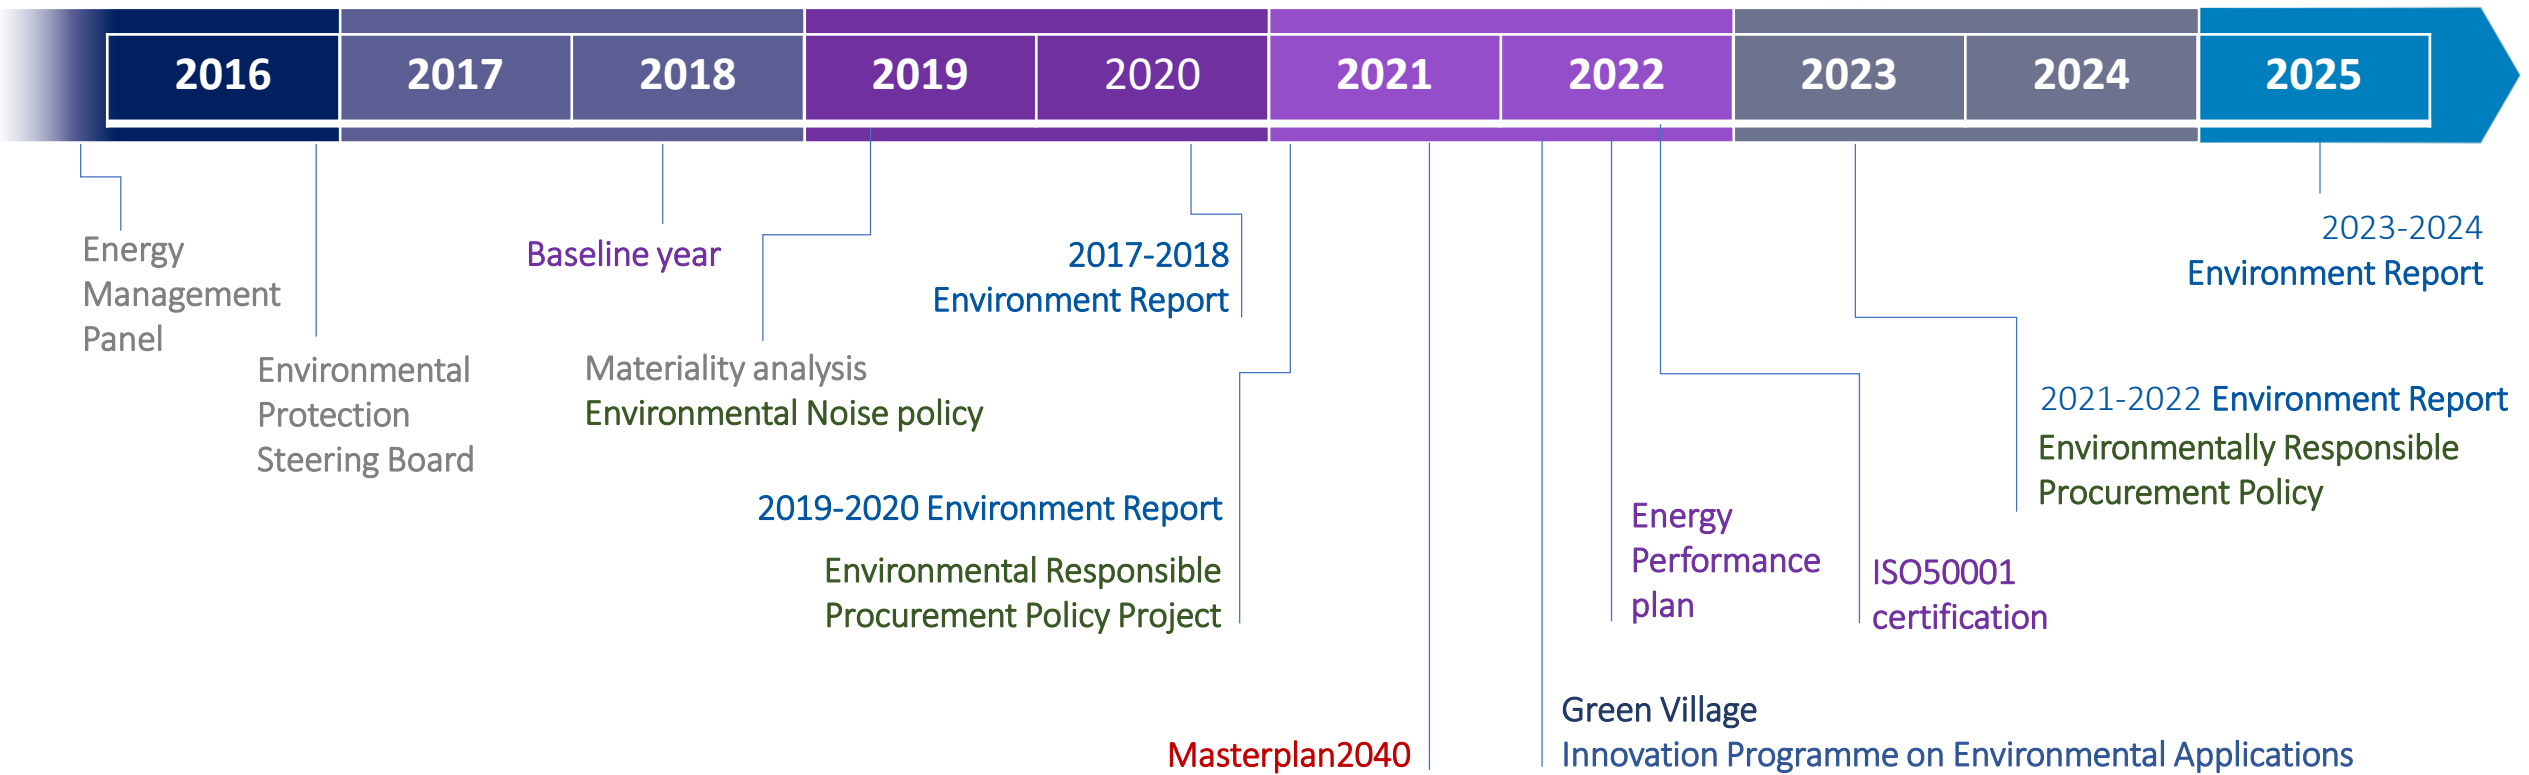 2016 2017 2018 2019 2020 2021 2022 2023 2024 2025
Energy
Management
Panel
Environmental
Protection
Steering Board
Baseline year
Materiality analysis
Environmental Noise policy
2017-2018
Environment Report
2019-2020 Environment Report
Environmental Responsible
Procurement Policy Project
Masterplan2040
Green Village
Innovation Programme on Environmental Applications
Energy
Performance
plan
ISO50001
certification
2021-2022 Environment Report
Environmentally Responsible
Procurement Policy
2023-2024
Environment Report